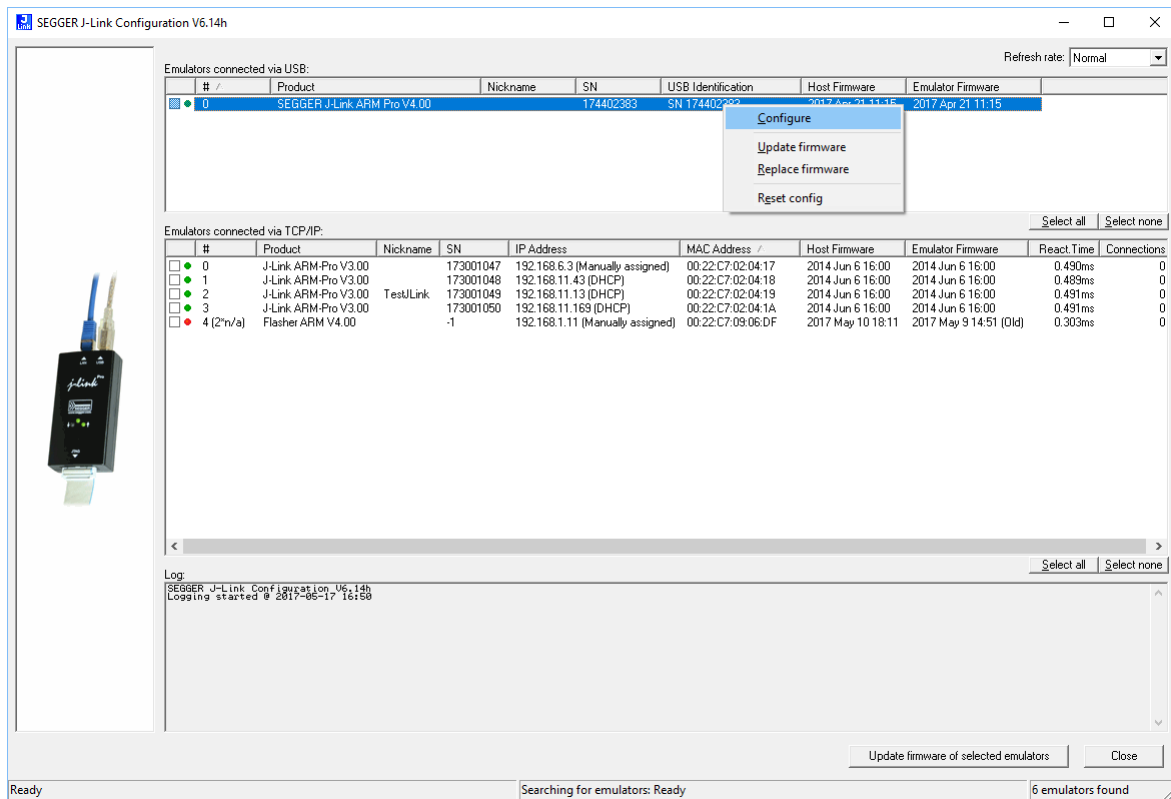 SEGGER J-Link Configuration V6.14h
Refresh rate: Normal
Emulators connected via USB:
# Product Nickname SN USB Identification Host Firmware Emulator Firmware
0 SEGGER J-Link ARM Pro V4.00 174402383 SN 174402383 2017 Apr 21 11:15 2017 Apr 21 11:15
Configure
Update firmware
Replace firmware
Reset config
Select all Select none
Emulators connected via TCP/IP:
# Product Nickname SN IP Address MAC Address Host Firmware Emulator Firmware React.Time Connections
0 J-Link ARM-Pro V3.00 173001047 192.168.6.3 (Manually assigned) 00:22:C7:02:04:17 2014 Jun 6 16:00 2014 Jun 6 16:00 0.490ms 0
1 J-Link ARM-Pro V3.00 173001048 192.168.11.43 (DHCP) 00:22:C7:02:04:18 2014 Jun 6 16:00 2014 Jun 6 16:00 0.489ms 0
2 J-Link ARM-Pro V3.00 TestJLink 173001049 192.168.11.13 (DHCP) 00:22:C7:02:04:19 2014 Jun 6 16:00 2014 Jun 6 16:00 0.491ms 0
3 J-Link ARM-Pro V3.00 173001050 192.168.11.169 (DHCP) 00:22:C7:02:04:1A 2014 Jun 6 16:00 2014 Jun 6 16:00 0.491ms 0
4 (2*n/a) Flasher ARM V4.00 -1 192.168.1.11 (Manually assigned) 00:22:C7:09:06:DF 2017 May 10 18:11 2017 May 9 14:51 (Old) 0.303ms 0
j-link Pro
Select all Select none
Log:
SEGGER J-Link Configuration V6.14h
Logging started @ 2017-05-17 16:50
Update firmware of selected emulators Close
Ready Searching for emulators: Ready 6 emulators found